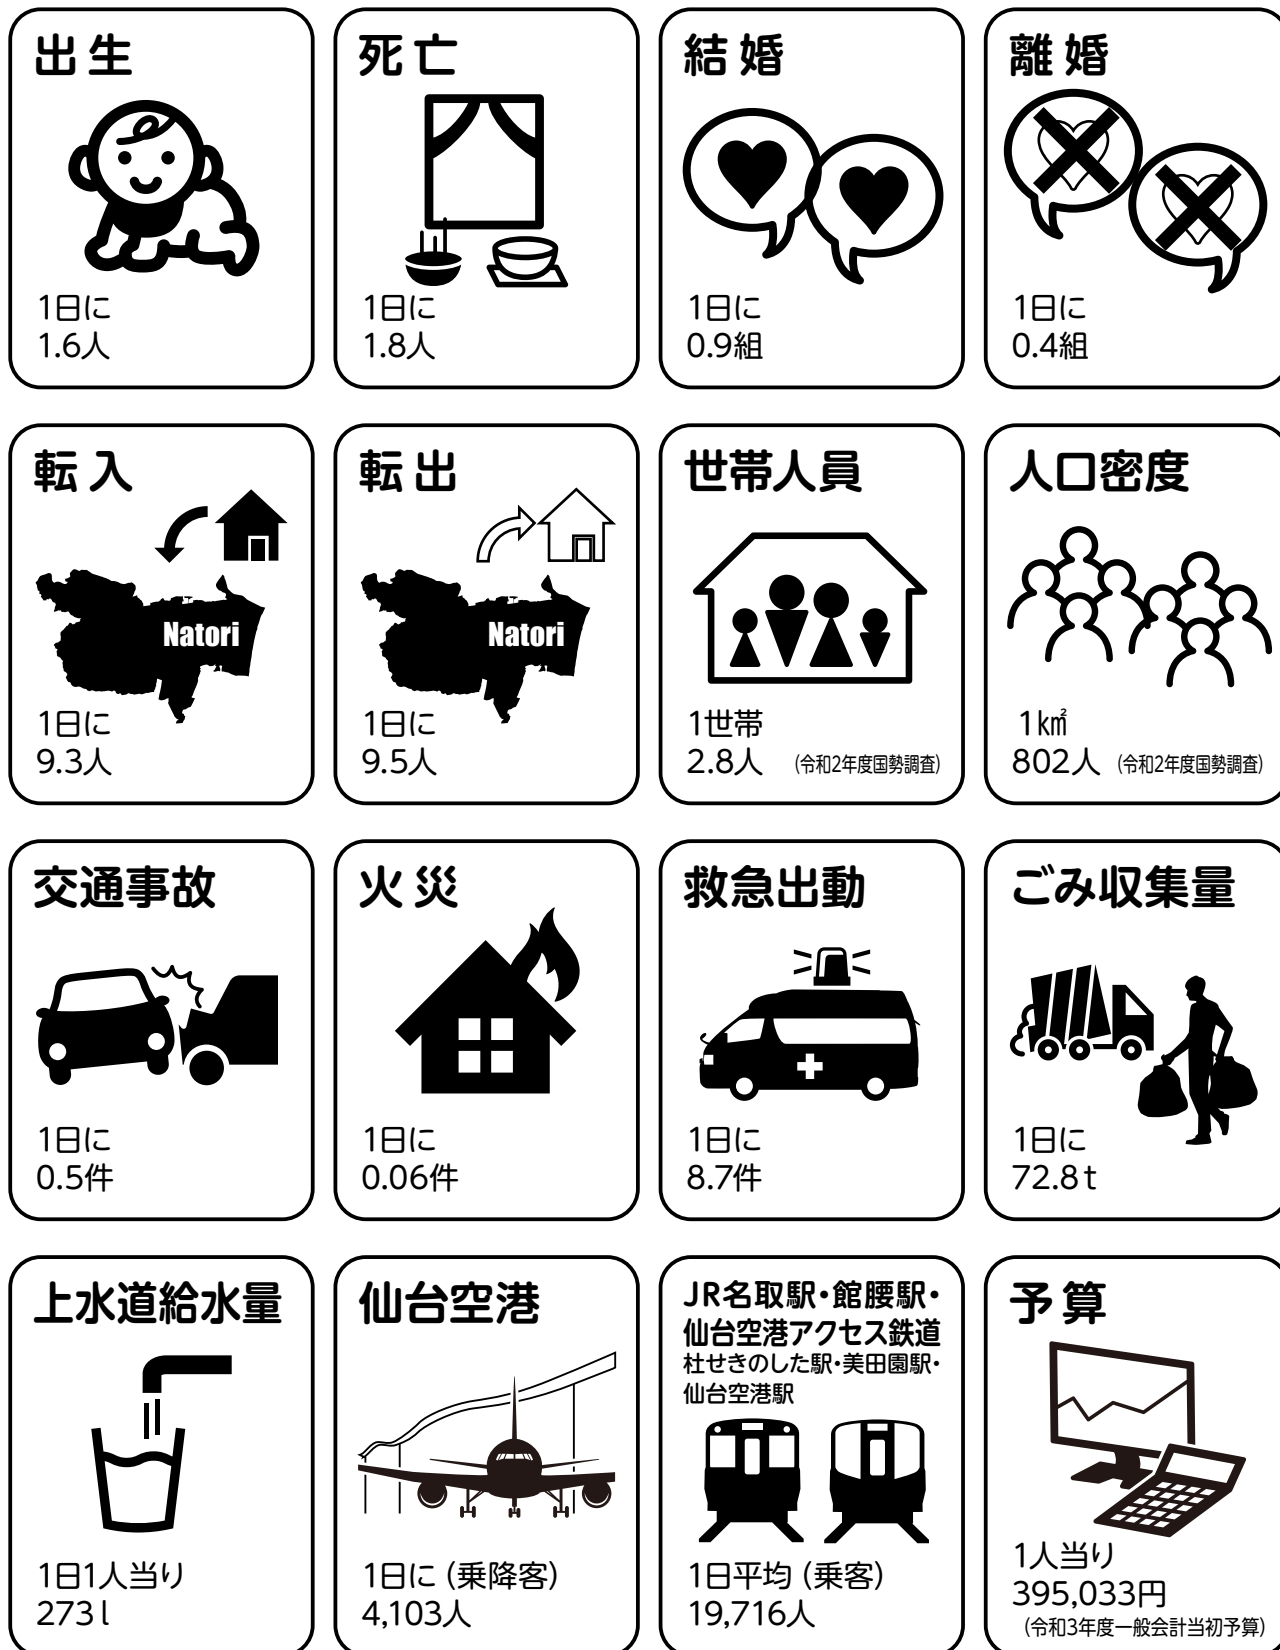 出生
1日に
1.6人
死亡
1日に
1.8人
結婚
1日に
0.9組
離婚
1日に
0.4組
転入
Natori
1日に
9.3人
転出
Natori
1日に
9.5人
世帯人員
1世帯
2.8人 (令和2年度国勢調査)
人口密度
1㎢
802人 (令和2年度国勢調査)
交通事故
1日に
0.5件
火災
1日に
0.06件
救急出動
1日に
8.7件
ごみ収集量
1日に
72.8t
上水道給水量
1日1人当り
273l
仙台空港
1日に(乗降客)
4,103人
JR名取駅・館腰駅・
仙台空港アクセス鉄道
杜せきのした駅・美田園駅・
仙台空港駅
1日平均(乗客)
19,716人
予算
1人当り
395,033円
(令和3年度一般会計当初予算)